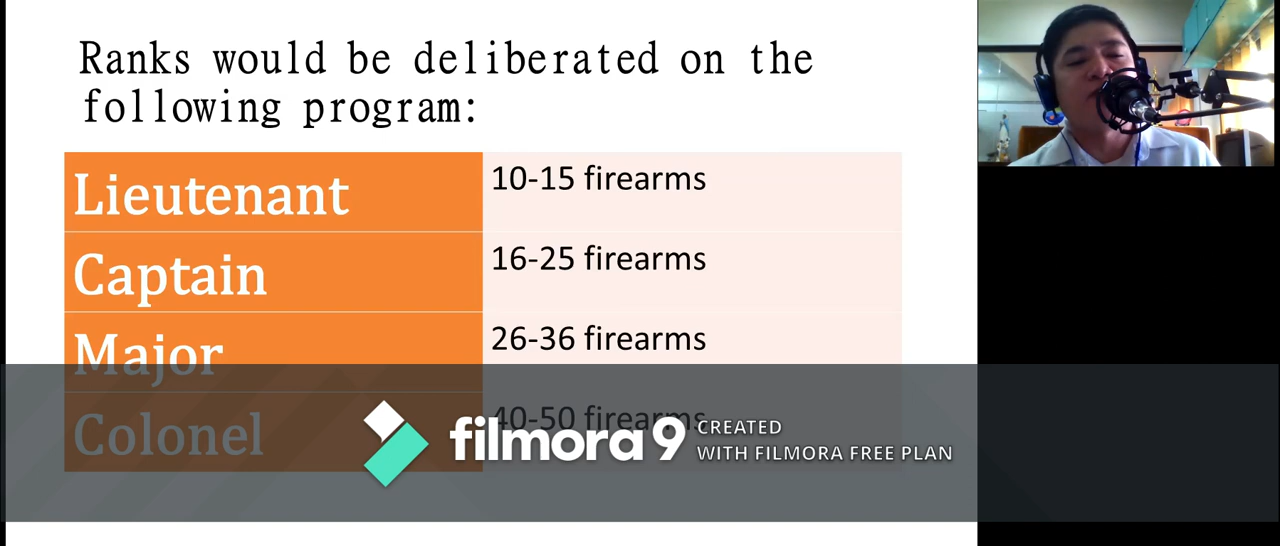 Ranks would be deliberated on the
following program:
Lieutenant
10-15 firearms
Captain
16-25 firearms
Major
26-36 firearms
Colonel
40-50 firearms
filmora9
CREATED
WITH FILMORA FREE PLAN